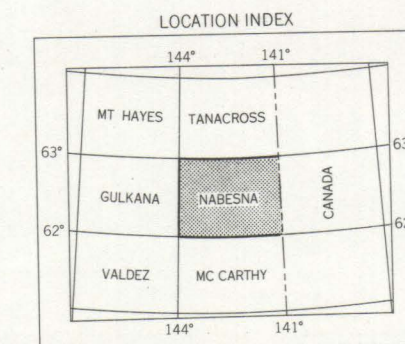 LOCATION INDEX
144° 141°
MT HAYES TANACROSS
63° 63
GULKANA NABESNA CANADA
62° 62
VALDEZ MC CARTHY
144° 141°